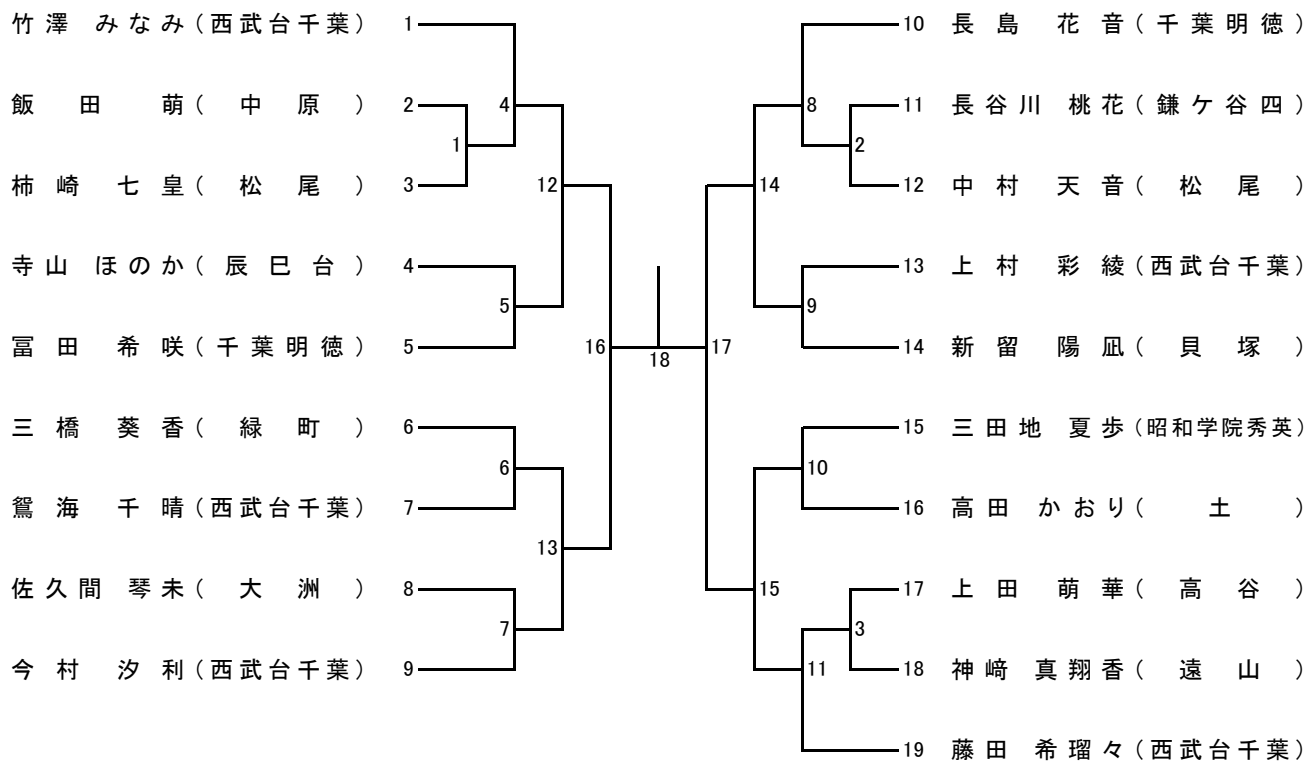 竹澤 みなみ(西武台千葉) 1
飯田 萌(中原) 2
柿崎 七皇(松尾) 3
寺山 ほのか(辰巳台) 4
冨田 希咲(千葉明徳) 5
三橋 葵香(緑町) 6
鴛海 千晴(西武台千葉) 7
佐久間 琴未(大洲) 8
今村 汐利(西武台千葉) 9
1
4
5
6
7
12
13
16
18
17
14
15
8
9
10
11
2
3
10 長島 花音(千葉明徳)
11 長谷川 桃花(鎌ケ谷四)
12 中村 天音(松尾)
13 上村 彩綾(西武台千葉)
14 新留 陽凪(貝塚)
15 三田地 夏歩(昭和学院秀英)
16 高田 かおり(土)
17 上田 萌華(高谷)
18 神﨑 真翔香(遠山)
19 藤田 希瑠々(西武台千葉)